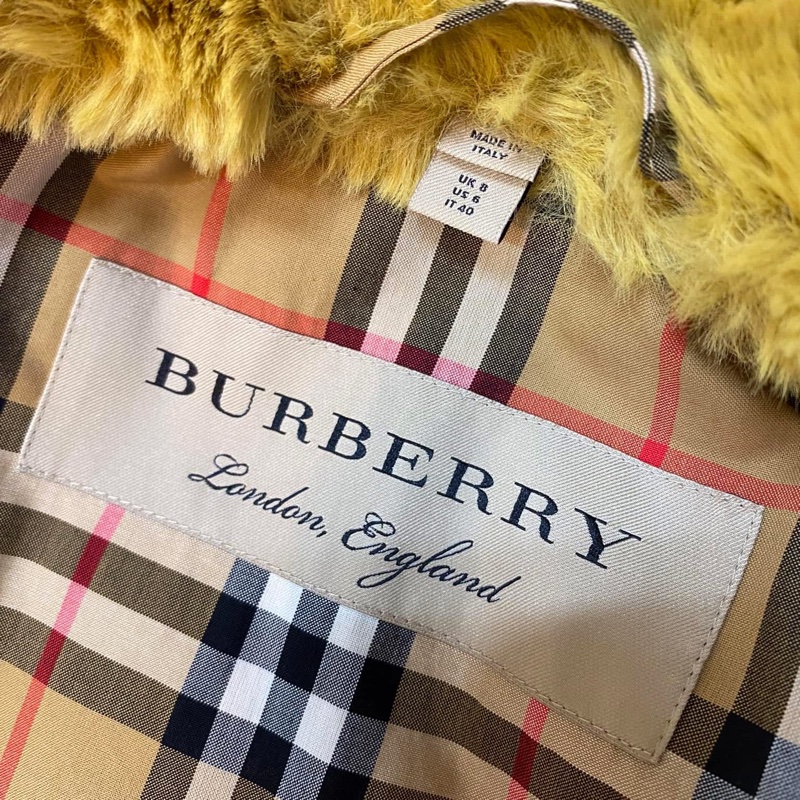 MADE IN
ITALY
UK 8
US 6
IT 40
BURBERRY
London, England